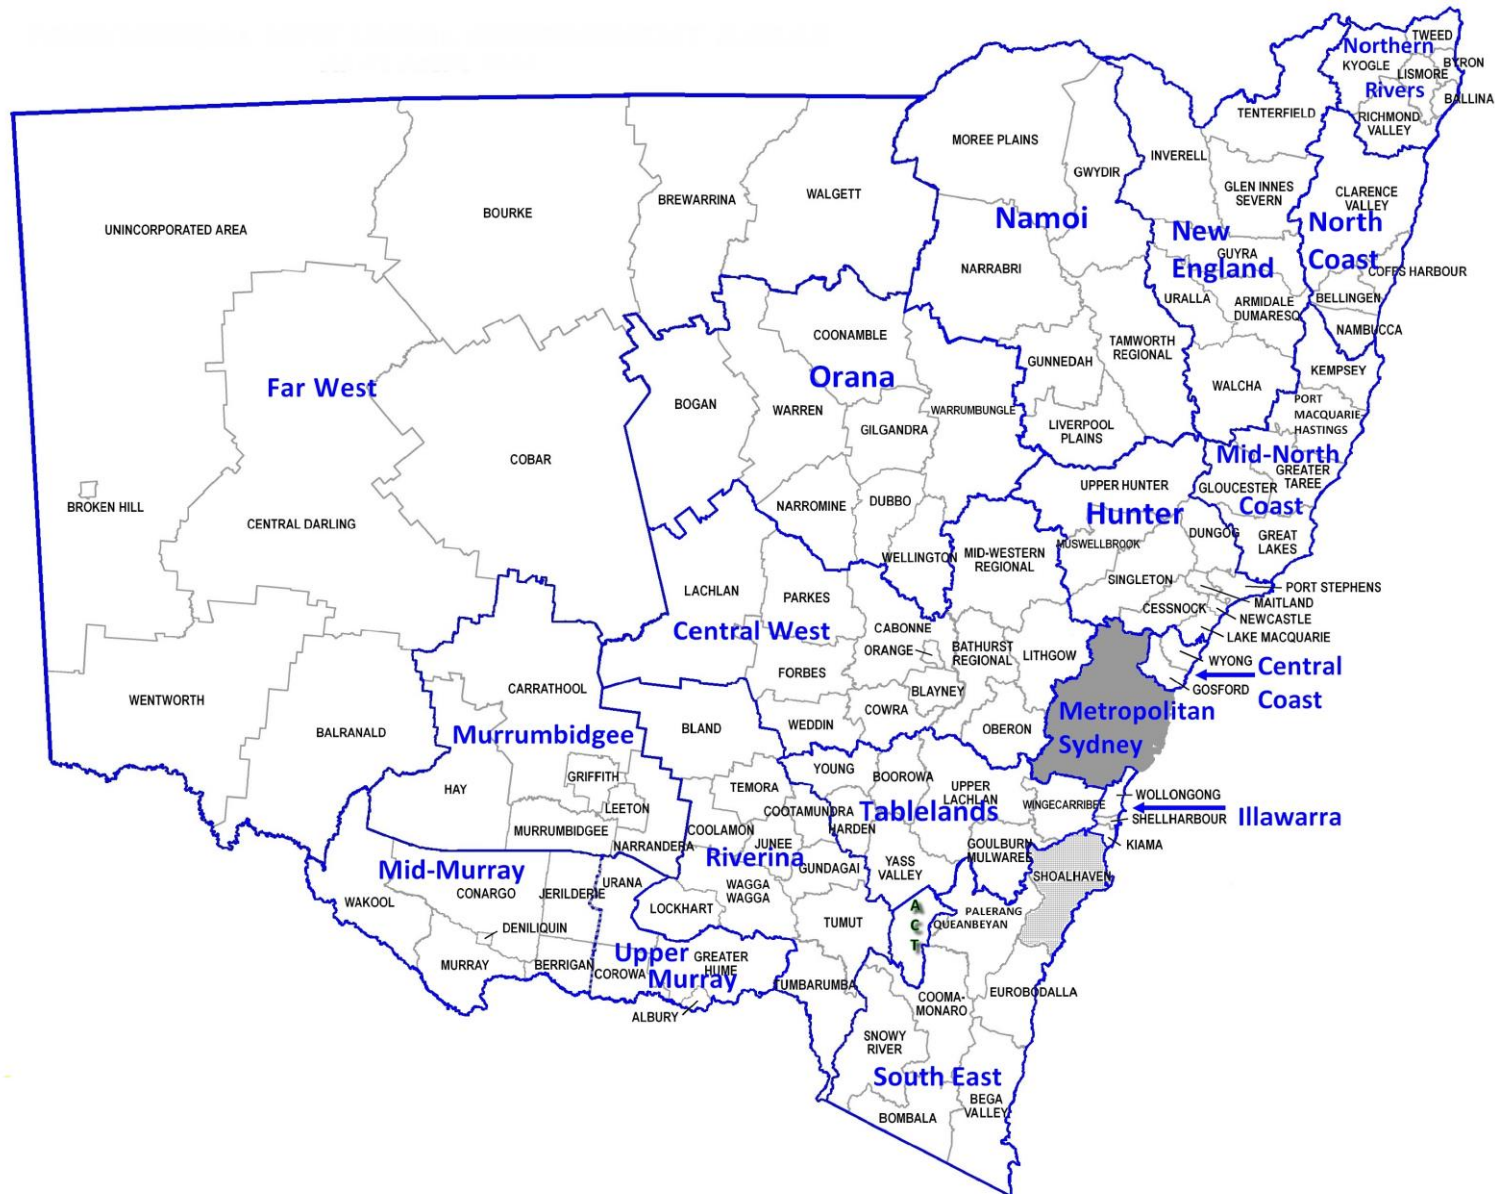 TWEED
Northern
KYOGLE
BYRON
LISMORE
Rivers
BALLINA
RICHMOND
VALLEY
TENTERFIELD
MOREE PLAINS
INVERELL
GWYDIR
GLEN INNES
SEVERN
CLARENCE
VALLEY
BREWARRINA
WALGETT
BOURKE
UNINCORPORATED AREA
Namoi
New
England
North
Coast
GUYRA
NARRABRI
COFFS HARBOUR
URALLA
ARMIDALE
DUMARESQ
BELLINGEN
NAMBUCCA
COONAMBLE
TAMWORTH
REGIONAL
GUNNEDAH
KEMPSEY
Orana
Far West
WALCHA
BOGAN
WARREN
WARRUMBUNGLE
PORT
MACQUARIE
HASTINGS
GILGANDRA
LIVERPOOL
PLAINS
COBAR
Mid-North
Coast
GREATER
TAREE
UPPER HUNTER
GLOUCESTER
BROKEN HILL
NARROMINE
DUBBO
Hunter
CENTRAL DARLING
DUNGOG
GREAT
LAKES
MUSWELLBROOK
WELLINGTON
MID-WESTERN
REGIONAL
SINGLETON
PORT STEPHENS
LACHLAN
PARKES
MAITLAND
CESSNOCK
NEWCASTLE
Central West
CABONNE
LAKE MACQUARIE
ORANGE
BATHURST
REGIONAL
LITHGOW
WYONG
Central
Coast
FORBES
GOSFORD
CARRATHOOL
BLAYNEY
WENTWORTH
COWRA
Metropolitan
Sydney
WEDDIN
OBERON
BLAND
BALRANALD
Murrumbidgee
YOUNG
BOOROWA
GRIFFITH
HAY
TEMORA
UPPER
LACHLAN
WOLLONGONG
LEETON
WINGECARRIBEE
COOTAMUNDRA
Tablelands
Illawarra
SHELLHARBOUR
MURRUMBIDGEE
COOLAMON
HARDEN
NARRANDERA
JUNEE
GOULBURN
MULWAREE
KIAMA
Riverina
Mid-Murray
GUNDAGAI
YASS
VALLEY
SHOALHAVEN
URANA
WAGGA
WAGGA
CONARGO
JERILDERIE
WAKOOL
LOCKHART
A
C
T
PALERANG
QUEANBEYAN
TUMUT
DENILIQUIN
Upper
Murray
GREATER
HUME
MURRAY
BERRIGAN
COROWA
TUMBARUMBA
EUROBODALLA
COOMA-
MONARO
ALBURY
SNOWY
RIVER
South East
BEGA
VALLEY
BOMBALA